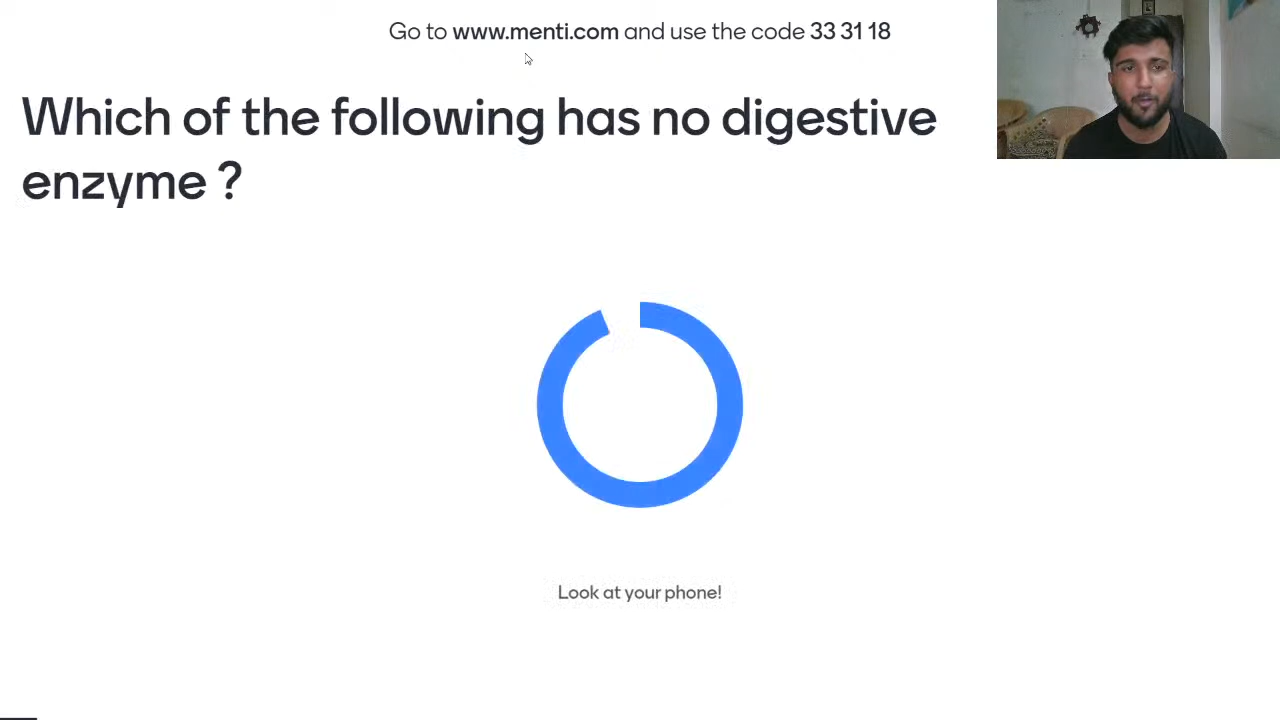 Go to www.menti.com and use the code 33 31 18
Which of the following has no digestive
enzyme ?
Look at your phone!